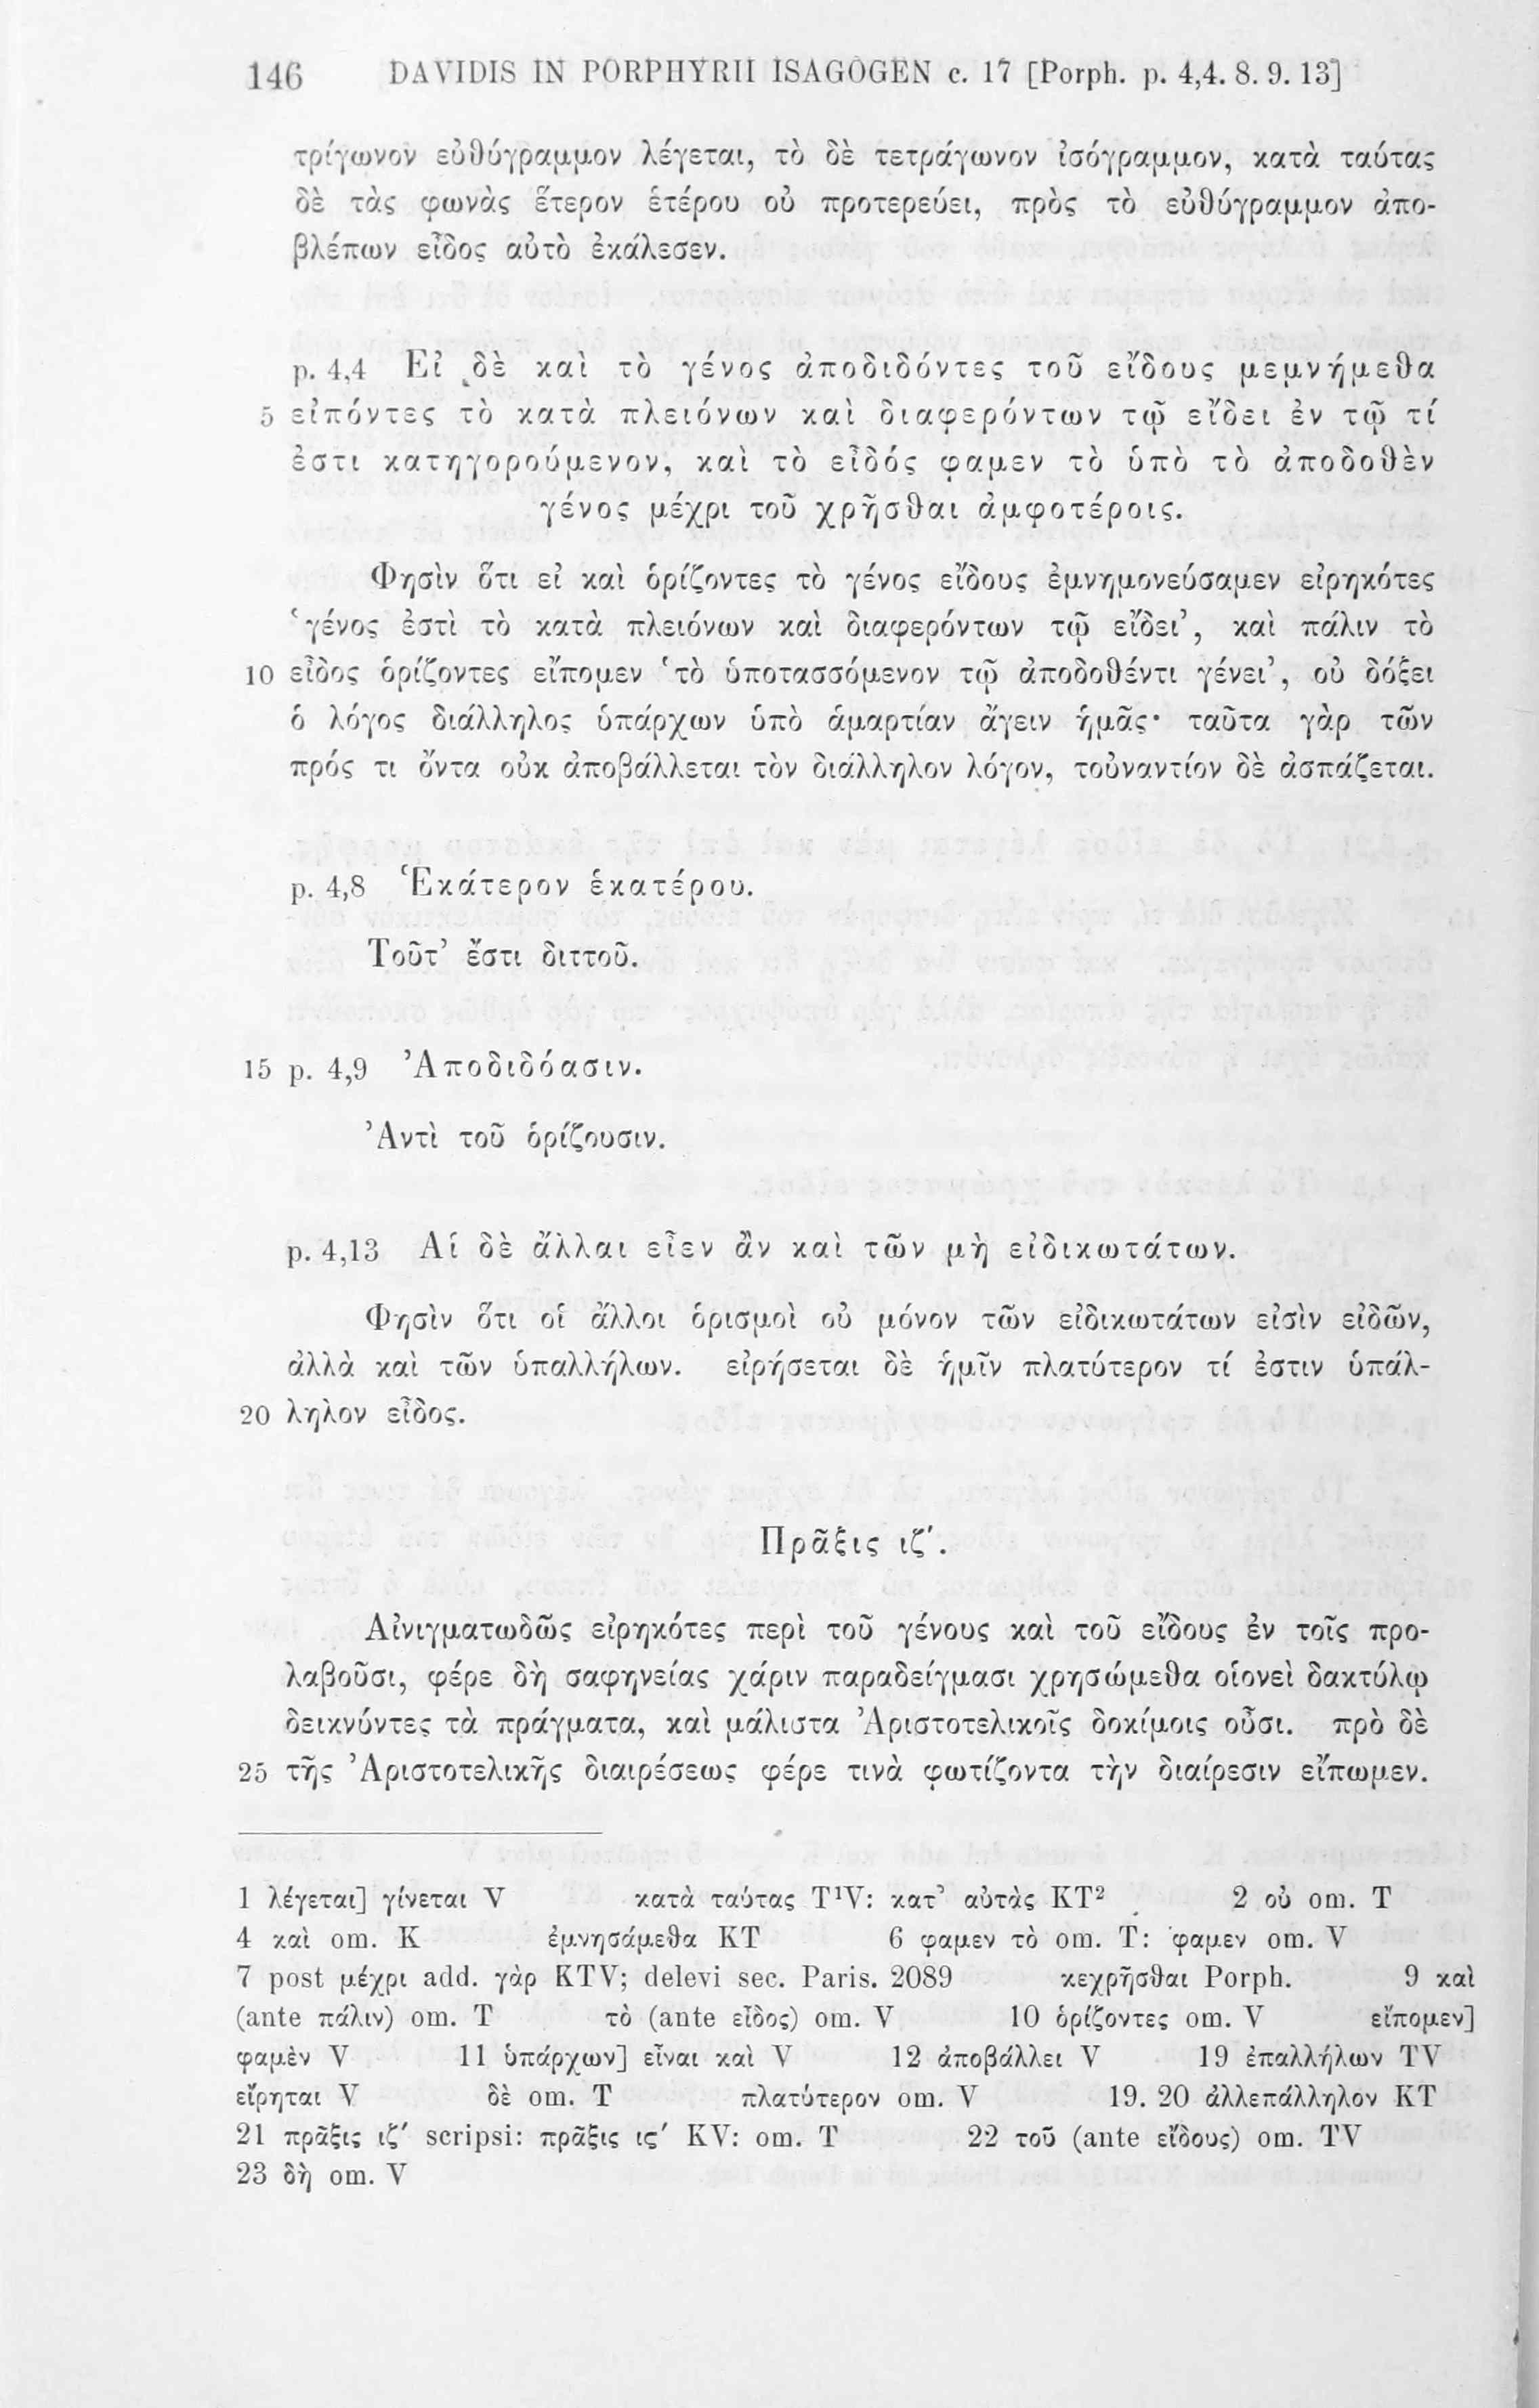 146 DAVIDIS IN PORPHYRII ISAGOGEN c. 17 [Porph. p. 4,4. 8. 9. 13]
τρίγωνον εὐθύγραμμον λέγεται, τὸ δὲ τετράγωνον ἰσόγραμμον, κατὰ ταύτας
δὲ τὰς φωνὰς ἕτερον ἑτέρου οὐ προτερεύει, πρὸς τὸ εὐθύγραμμον ἀπο-
βλέπων εἶδος αὐτὸ ἐκάλεσεν.
p. 4,4 Εἰ δὲ καὶ τὸ γένος ἀποδιδόντες τοῦ εἴδους μεμνήμεθα
5 εἰπόντες τὸ κατὰ πλειόνων καὶ διαφερόντων τῷ εἴδει ἐν τῷ τί
ἐστι κατηγορούμενον, καὶ τὸ εἶδός φαμεν τὸ ὑπὸ τὸ ἀποδοθὲν
γένος μέχρι τοῦ χρῆσθαι ἀμφοτέροις.
Φησὶν ὅτι εἰ καὶ ὁρίζοντες τὸ γένος εἴδους ἐμνημονεύσαμεν εἰρηκότες
‘γένος ἐστὶ τὸ κατὰ πλειόνων καὶ διαφερόντων τῷ εἴδει’, καὶ πάλιν τὸ
10 εἶδος ὁρίζοντες εἴπομεν ‘τὸ ὑποτασσόμενον τῷ ἀποδοθέντι γένει’, οὐ δόξει
ὁ λόγος διάλληλος ὑπάρχων ὑπὸ ἁμαρτίαν ἄγειν ἡμᾶς· ταῦτα γὰρ τῶν
πρός τι ὄντα οὐκ ἀποβάλλεται τὸν διάλληλον λόγον, τοὐναντίον δὲ ἀσπάζεται.
p. 4,8 Ἑκάτερον ἑκατέρου.
Τοῦτ’ ἔστι διττοῦ.
15 p. 4,9 Ἀποδιδόασιν.
Ἀντὶ τοῦ ὁρίζουσιν.
p. 4,13 Αἱ δὲ ἄλλαι εἶεν ἂν καὶ τῶν μὴ εἰδικωτάτων.
Φησὶν ὅτι οἱ ἄλλοι ὁρισμοὶ οὐ μόνον τῶν εἰδικωτάτων εἰσὶν εἰδῶν,
ἀλλὰ καὶ τῶν ὑπαλλήλων. εἰρήσεται δὲ ἡμῖν πλατύτερον τί ἐστιν ὑπάλ-
20 ληλον εἶδος.
Πρᾶξις ιζ′.
Αἰνιγματωδῶς εἰρηκότες περὶ τοῦ γένους καὶ τοῦ εἴδους ἐν τοῖς προ-
λαβοῦσι, φέρε δὴ σαφηνείας χάριν παραδείγμασι χρησώμεθα οἱονεὶ δακτύλῳ
δεικνύντες τὰ πράγματα, καὶ μάλιστα Ἀριστοτελικοῖς δοκίμοις οὖσι. πρὸ δὲ
25 τῆς Ἀριστοτελικῆς διαιρέσεως φέρε τινὰ φωτίζοντα τὴν διαίρεσιν εἴπωμεν.
1 λέγεται] γίνεται V κατὰ ταύτας T¹V: κατ’ αὐτὰς KT² 2 οὐ om. T
4 καὶ om. K ἐμνησάμεθα KT 6 φαμεν τὸ om. T: φαμεν om. V
7 post μέχρι add. γὰρ KTV; delevi sec. Paris. 2089 κεχρῆσθαι Porph. 9 καὶ
(ante πάλιν) om. T τὸ (ante εἶδος) om. V 10 ὁρίζοντες om. V εἴπομεν]
φαμὲν V 11 ὑπάρχων] εἶναι καὶ V 12 ἀποβάλλει V 19 ἐπαλλήλων TV
εἴρηται V δὲ om. T πλατύτερον om. V 19. 20 ἀλλεπάλληλον KT
21 πρᾶξις ιζ′ scripsi: πρᾶξις ις′ KV: om. T 22 τοῦ (ante εἴδους) om. TV
23 δὴ om. V